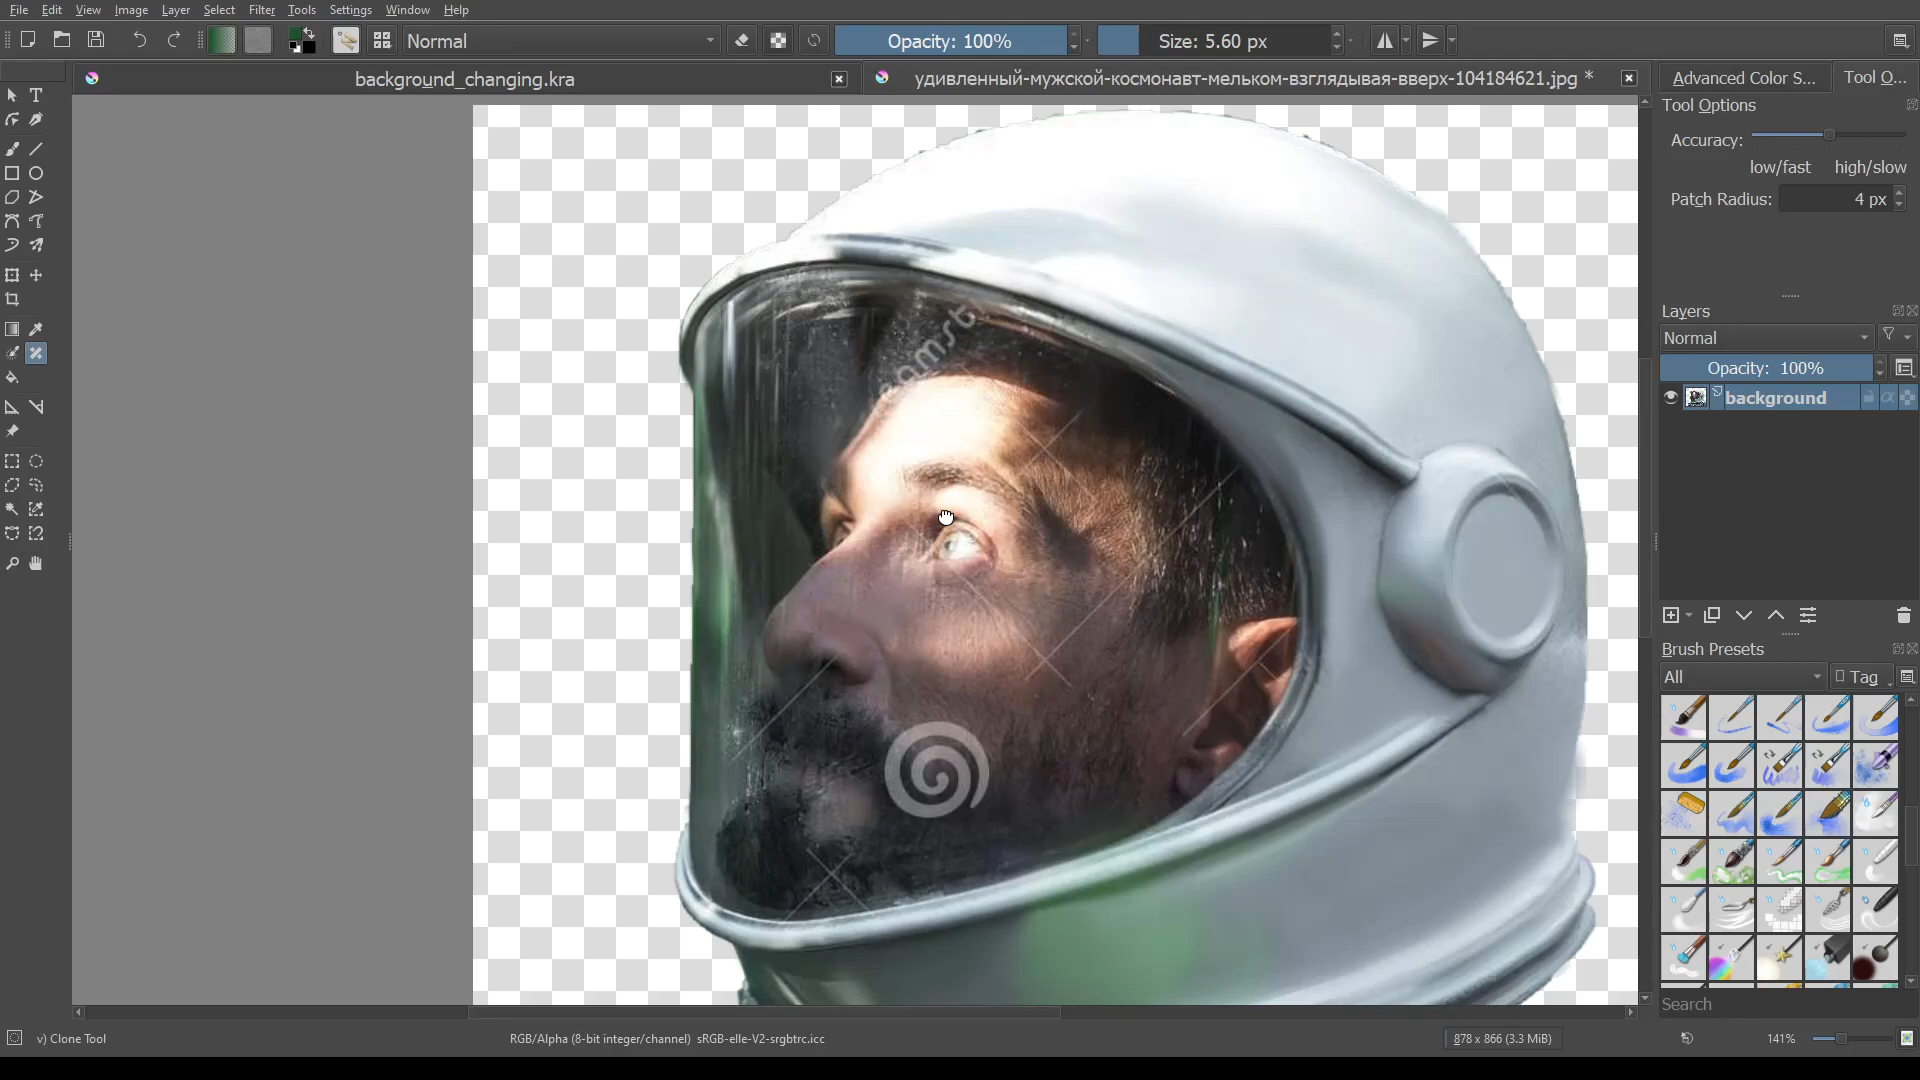 File Edit View Image Layer Select Filter Tools Settings Window Help
Normal Opacity: 100% Size: 5.60 px
background_changing.kra удивленный-мужской-космонавт-мельком-взглядывая-вверх-104184621.jpg *
Advanced Color S... Tool O...
Tool Options
Accuracy:
low/fast high/slow
Patch Radius: 4 px
Layers
Normal
Opacity: 100%
background
Brush Presets
All Tag
Search
v) Clone Tool RGB/Alpha (8-bit integer/channel) sRGB-elle-V2-srgbtrc.icc 878 x 866 (3.3 MiB) 141%